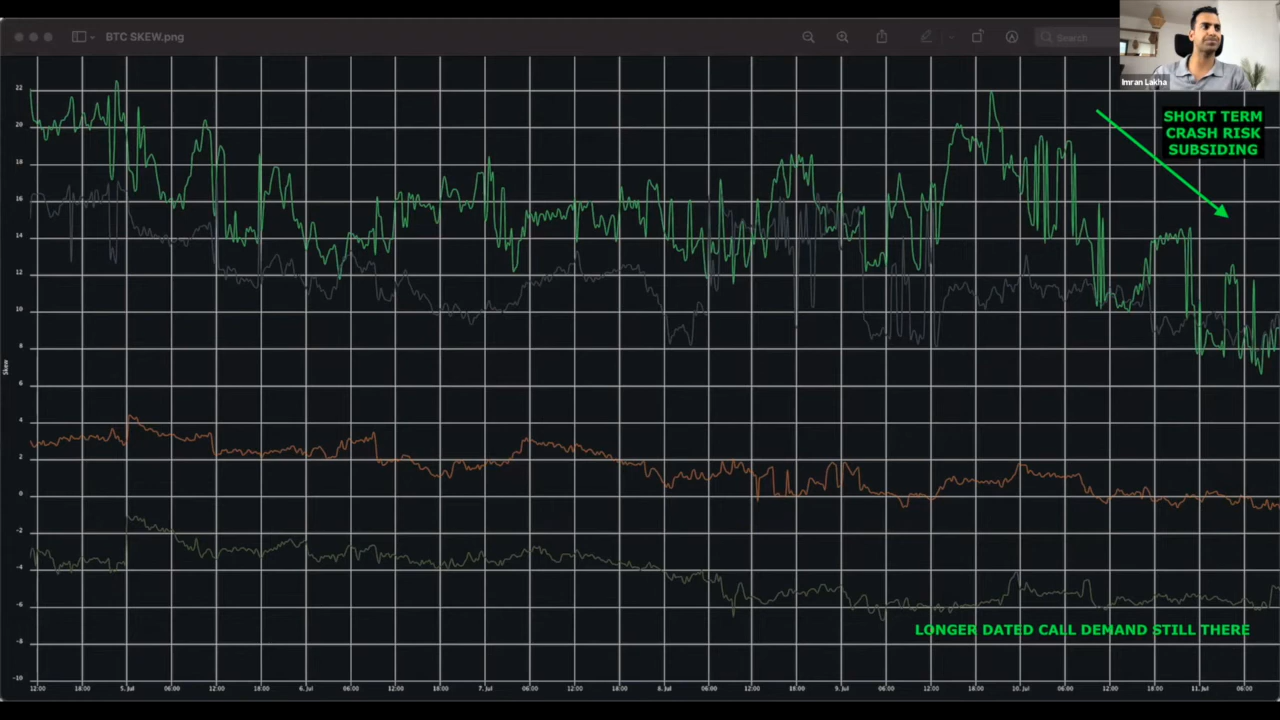 BTC SKEW.png
Search
Imran Lakha
SHORT TERM
CRASH RISK
SUBSIDING
22
20
18
16
14
12
10
8
6
4
2
0
-2
-4
-6
-8
-10
Skew
LONGER DATED CALL DEMAND STILL THERE
12:00 18:00 5. Jul 06:00 12:00 18:00 6. Jul 06:00 12:00 18:00 7. Jul 06:00 12:00 18:00 8. Jul 06:00 12:00 18:00 9. Jul 06:00 12:00 18:00 10. Jul 06:00 12:00 18:00 11. Jul 06:00